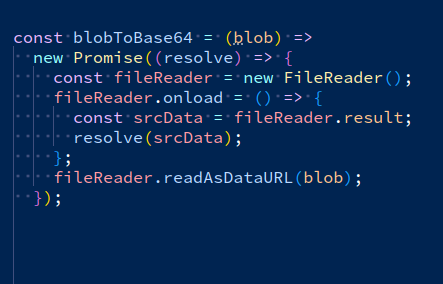 const blobToBase64 = (blob) =>
  new Promise((resolve) => {
    const fileReader = new FileReader();
    fileReader.onload = () => {
      const srcData = fileReader.result;
      resolve(srcData);
    };
    fileReader.readAsDataURL(blob);
  });